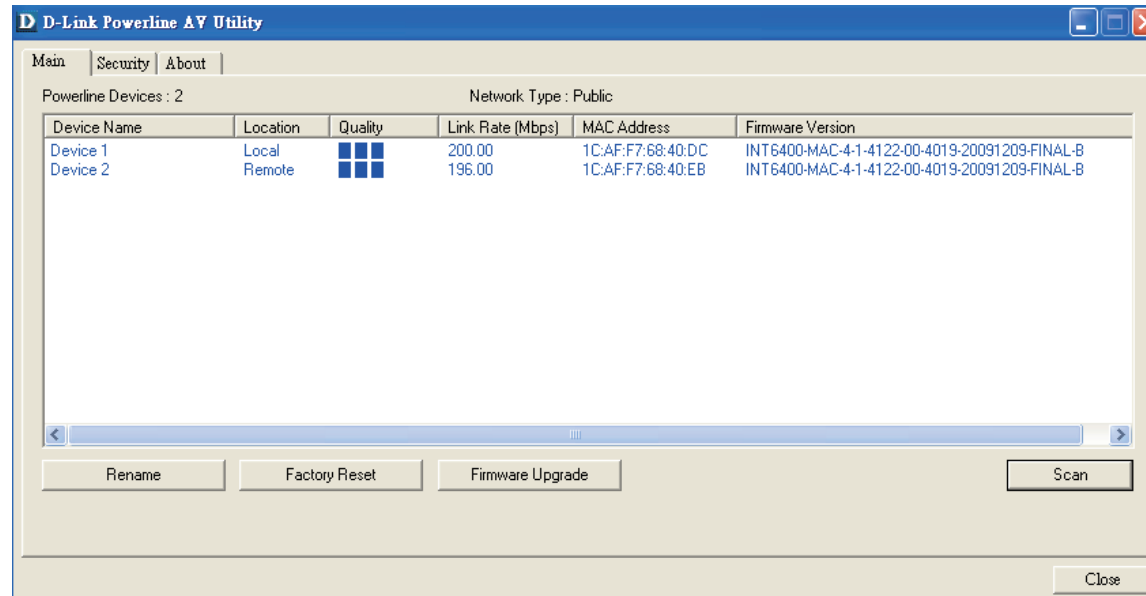 D-Link Powerline AV Utility
Main Security About
Powerline Devices : 2 Network Type : Public
Device Name Location Quality Link Rate (Mbps) MAC Address Firmware Version
Device 1 Local 200.00 1C:AF:F7:68:40:DC INT6400-MAC-4-1-4122-00-4019-20091209-FINAL-B
Device 2 Remote 196.00 1C:AF:F7:68:40:EB INT6400-MAC-4-1-4122-00-4019-20091209-FINAL-B
Rename Factory Reset Firmware Upgrade Scan
Close